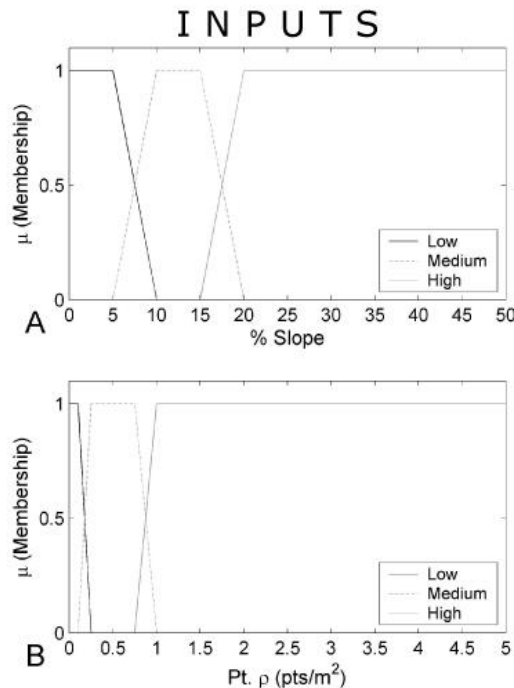 INPUTS
1
0.5
0
μ (Membership)
Low
Medium
High
0 5 10 15 20 25 30 35 40 45 50
A
% Slope
1
0.5
0
μ (Membership)
Low
Medium
High
0 0.5 1 1.5 2 2.5 3 3.5 4 4.5 5
B
Pt. ρ (pts/m²)